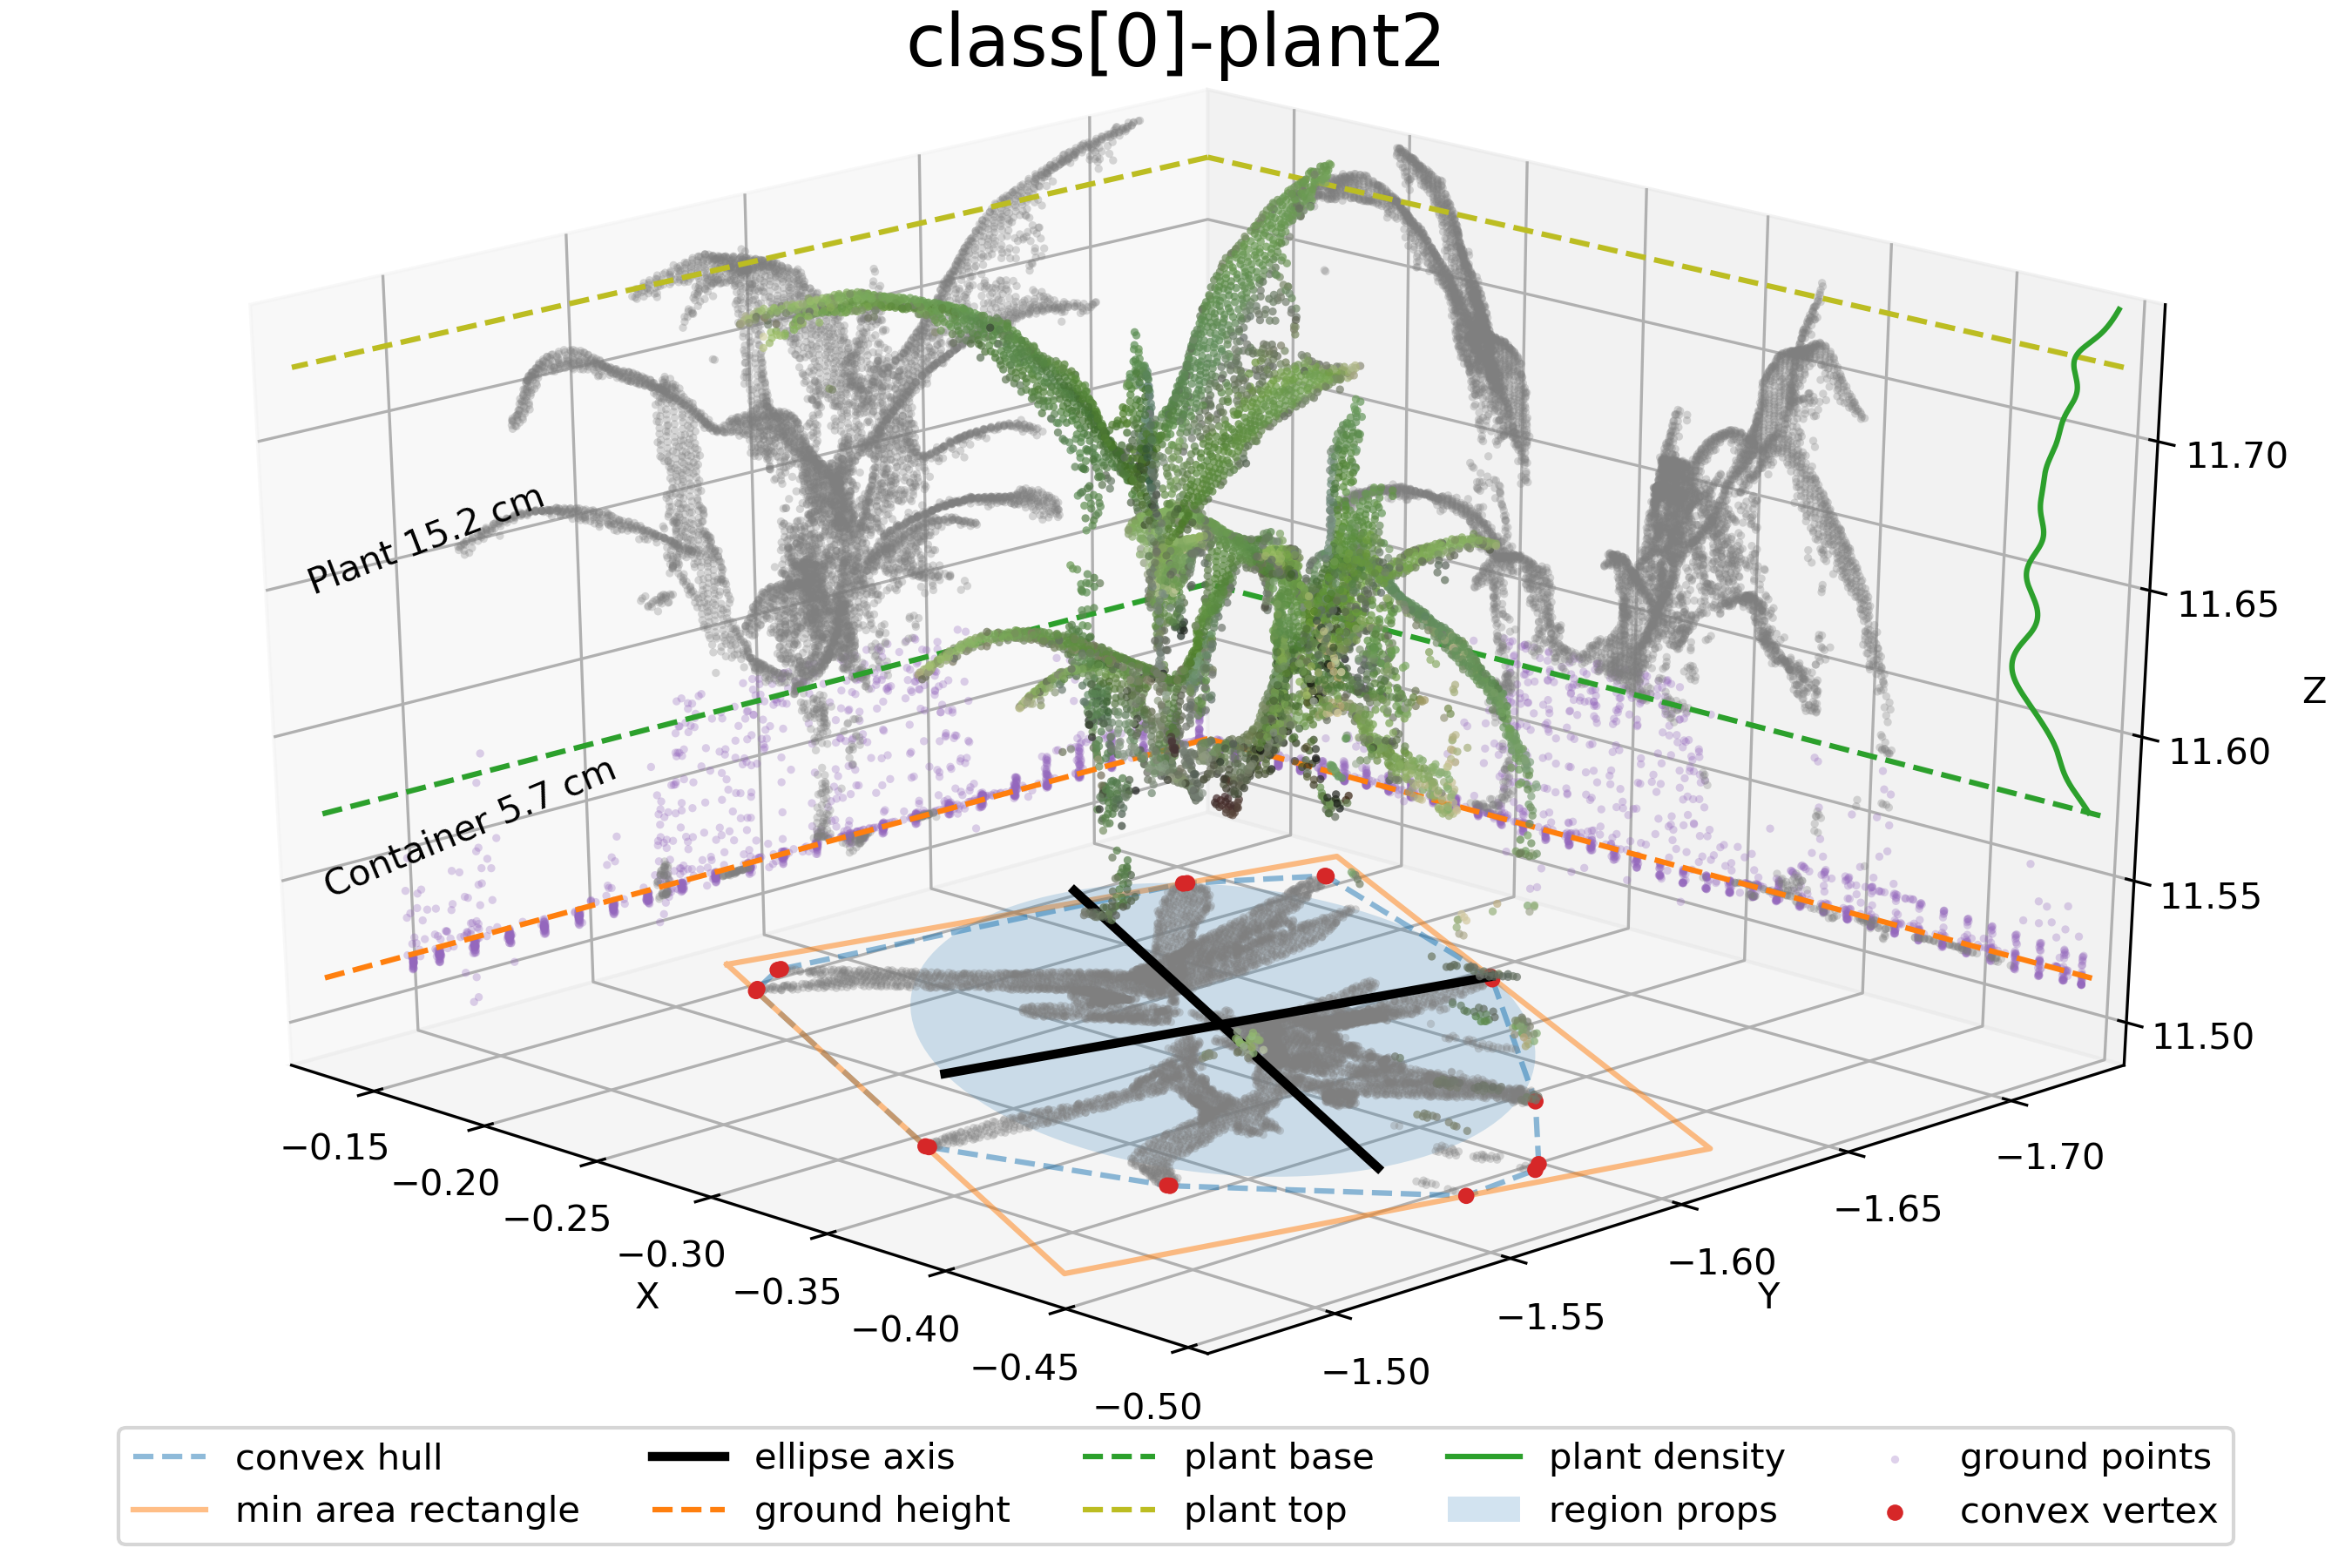 class[0]-plant2
Plant 15.2 cm
Container 5.7 cm
11.70
11.65
11.60
11.55
11.50
Z
−0.15
−0.20
−0.25
−0.30
−0.35
−0.40
−0.45
−0.50
X
−1.50
−1.55
−1.60
−1.65
−1.70
Y
convex hull
min area rectangle
ellipse axis
ground height
plant base
plant top
plant density
region props
ground points
convex vertex